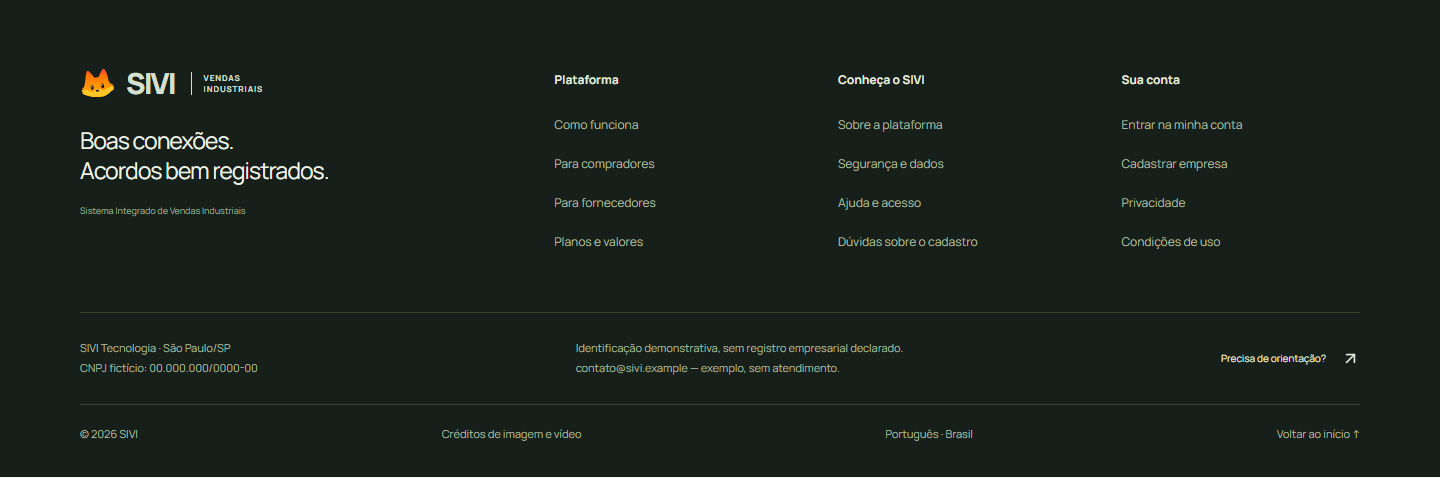 SIVI
VENDAS
INDUSTRIAIS
Boas conexões.
Acordos bem registrados.
Sistema Integrado de Vendas Industriais
Plataforma
Como funciona
Para compradores
Para fornecedores
Planos e valores
Conheça o SIVI
Sobre a plataforma
Segurança e dados
Ajuda e acesso
Dúvidas sobre o cadastro
Sua conta
Entrar na minha conta
Cadastrar empresa
Privacidade
Condições de uso
SIVI Tecnologia · São Paulo/SP
CNPJ fictício: 00.000.000/0000-00
Identificação demonstrativa, sem registro empresarial declarado.
contato@sivi.example — exemplo, sem atendimento.
Precisa de orientação?
© 2026 SIVI
Créditos de imagem e vídeo
Português · Brasil
Voltar ao início ↑